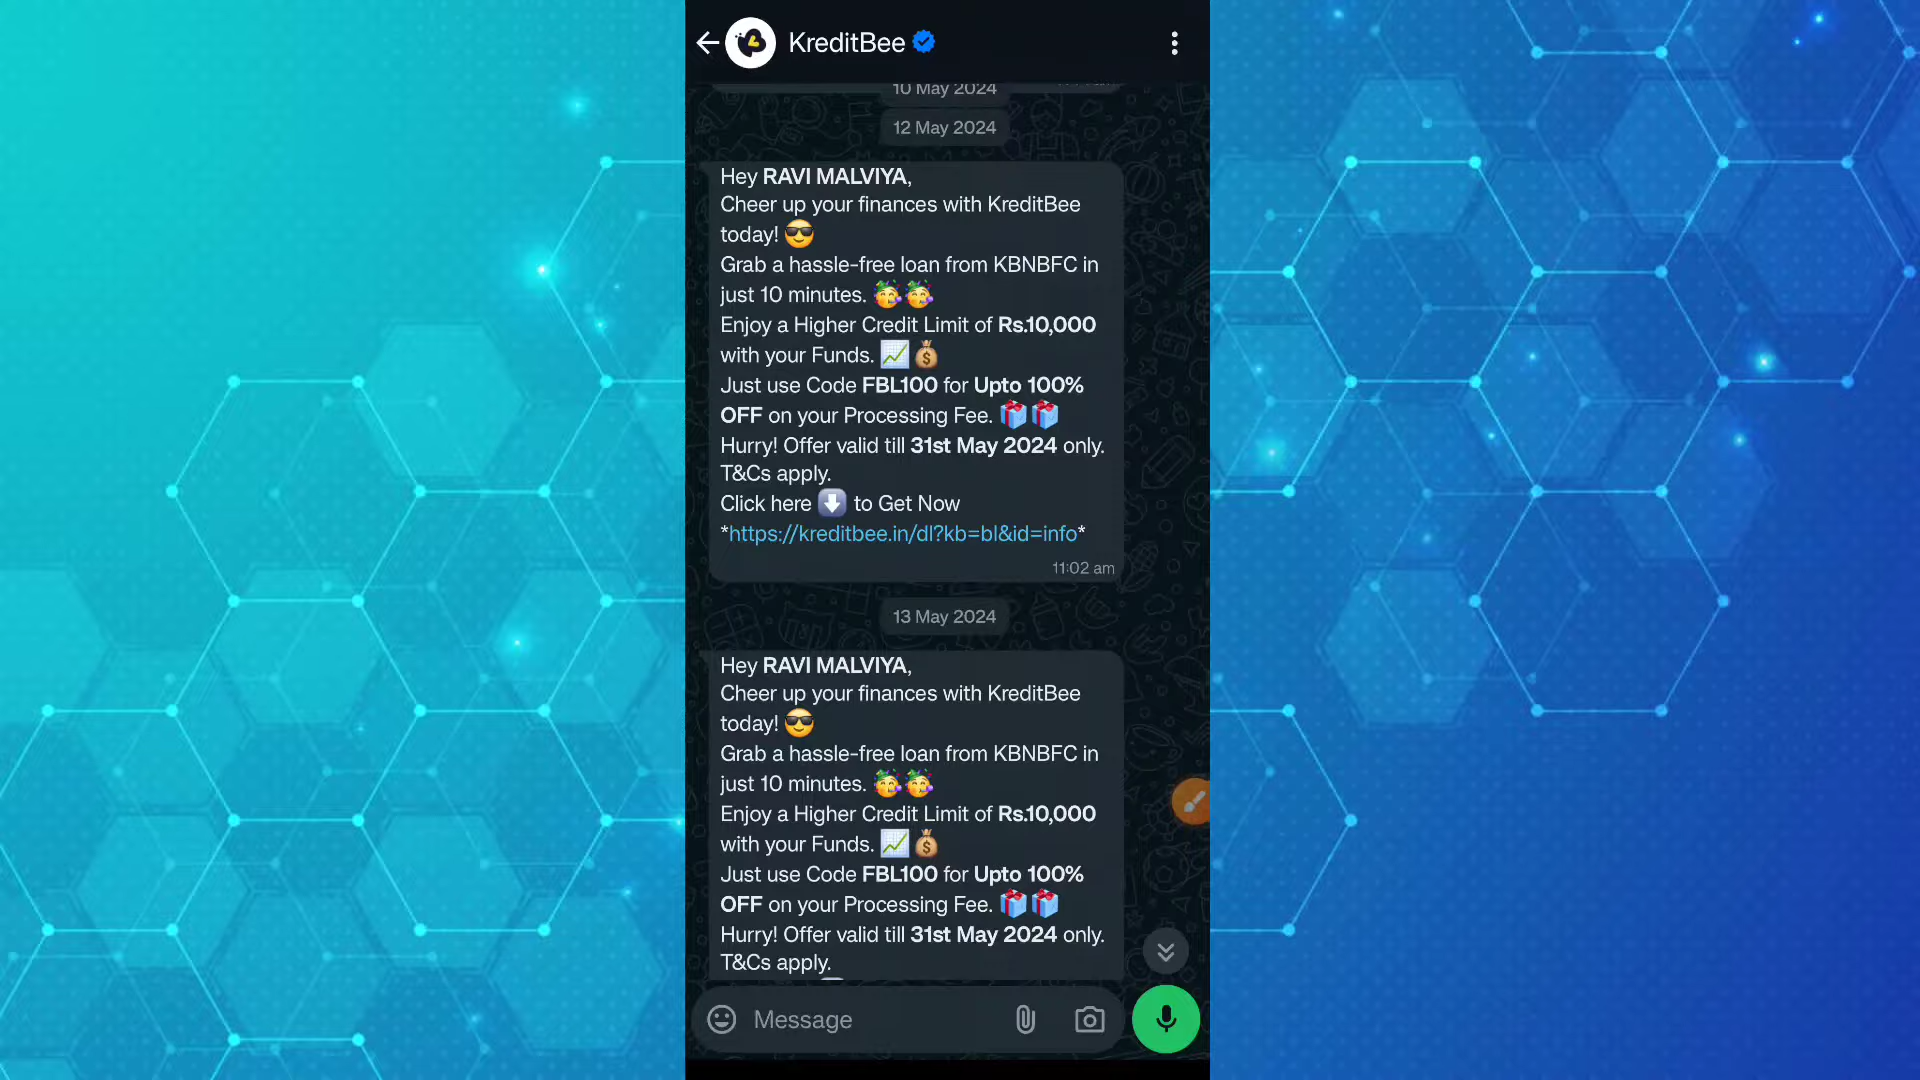 KreditBee
10 May 2024
12 May 2024
Hey RAVI MALVIYA,
Cheer up your finances with KreditBee
today! 😎
Grab a hassle-free loan from KBNBFC in
just 10 minutes. 🥳🥳
Enjoy a Higher Credit Limit of Rs.10,000
with your Funds. 📈💰
Just use Code FBL100 for Upto 100%
OFF on your Processing Fee. 🎁🎁
Hurry! Offer valid till 31st May 2024 only.
T&Cs apply.
Click here ⬇️ to Get Now
*https://kreditbee.in/dl?kb=bl&id=info*
11:02 am
13 May 2024
Hey RAVI MALVIYA,
Cheer up your finances with KreditBee
today! 😎
Grab a hassle-free loan from KBNBFC in
just 10 minutes. 🥳🥳
Enjoy a Higher Credit Limit of Rs.10,000
with your Funds. 📈💰
Just use Code FBL100 for Upto 100%
OFF on your Processing Fee. 🎁🎁
Hurry! Offer valid till 31st May 2024 only.
T&Cs apply.
Message